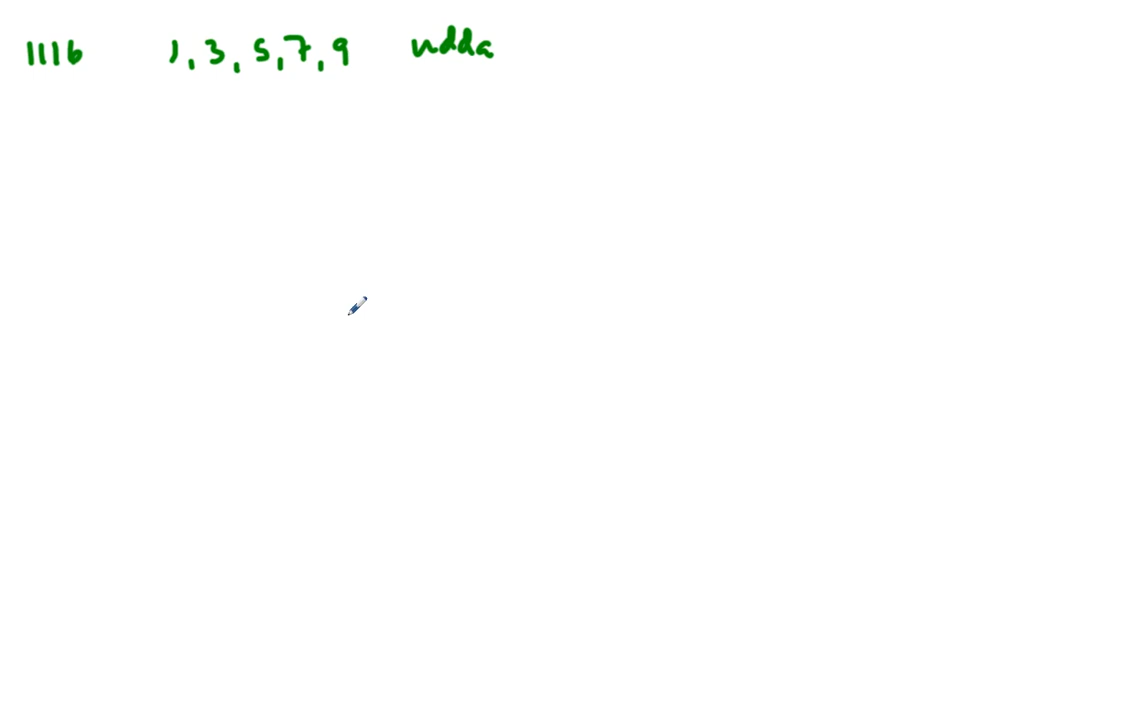 1116 1, 3, 5, 7, 9 udda